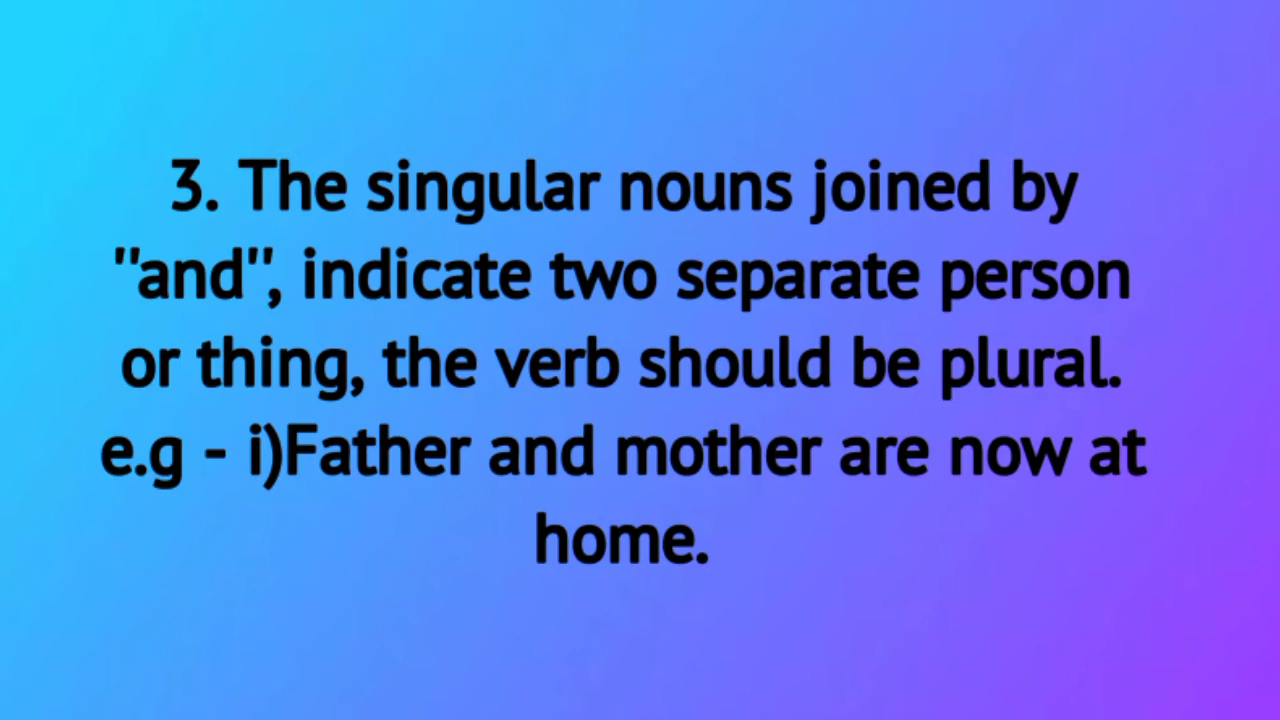 3. The singular nouns joined by
"and", indicate two separate person
or thing, the verb should be plural.
e.g - i)Father and mother are now at
home.